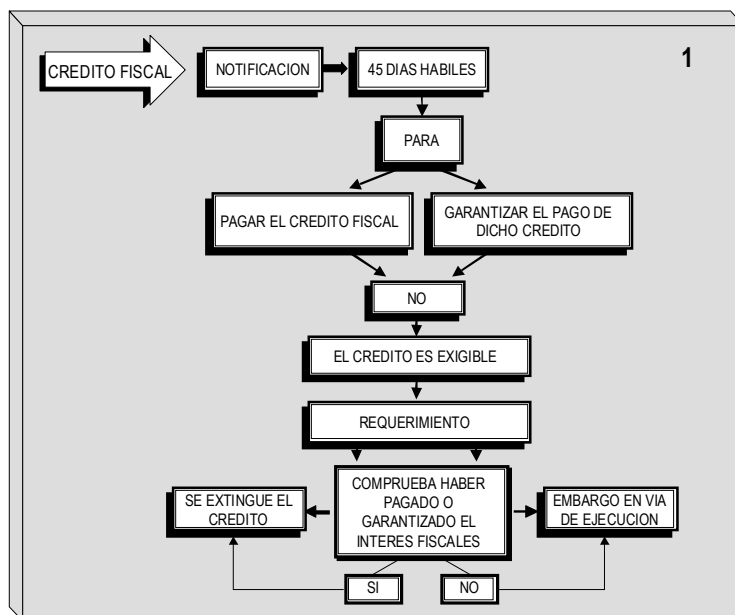 1
CREDITO FISCAL
NOTIFICACION
45 DIAS HABILES
PARA
PAGAR EL CREDITO FISCAL
GARANTIZAR EL PAGO DE
DICHO CREDITO
NO
EL CREDITO ES EXIGIBLE
REQUERIMIENTO
COMPRUEBA HABER
PAGADO O
GARANTIZADO EL
INTERES FISCALES
SE EXTINGUE EL
CREDITO
EMBARGO EN VIA
DE EJECUCION
SI
NO